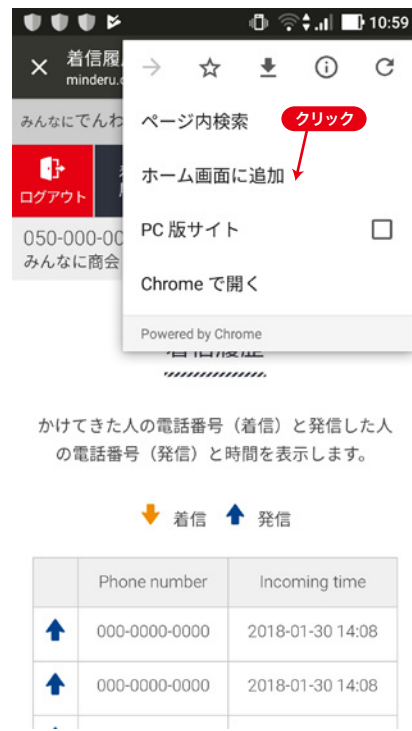 10:59
着信履
minderu.c
みんなにでんわ
ログアウト
050-000-00
みんなに商会
ページ内検索
クリック
ホーム画面に追加
PC 版サイト
Chrome で開く
Powered by Chrome
着信履歴
かけてきた人の電話番号（着信）と発信した人
の電話番号（発信）と時間を表示します。
着信 発信
Phone number Incoming time
000-0000-0000 2018-01-30 14:08
000-0000-0000 2018-01-30 14:08